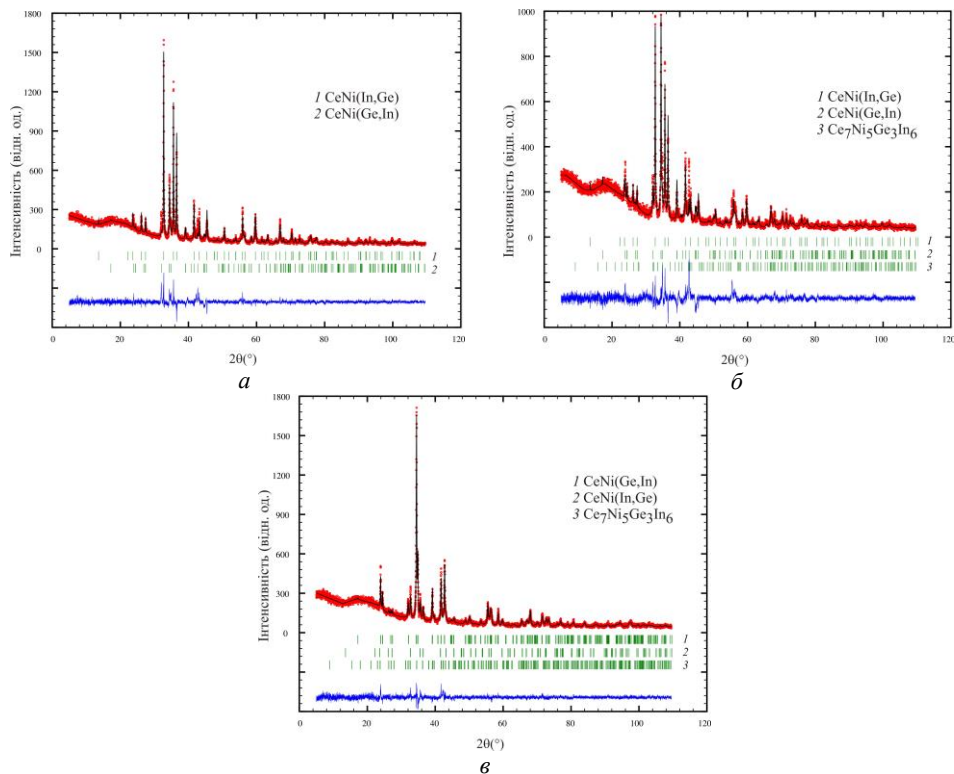 1800
1500
1200
900
600
300
0
Інтенсивність (відн. од.)
1 CeNi(In,Ge)
2 CeNi(Ge,In)
1
2
0 20 40 60 80 100 120
2θ(°)
а
1000
800
600
400
200
0
Інтенсивність (відн. од.)
1 CeNi(In,Ge)
2 CeNi(Ge,In)
3 Ce7Ni5Ge3In6
1
2
3
0 20 40 60 80 100 120
2θ(°)
б
1800
1500
1200
900
600
300
0
Інтенсивність (відн. од.)
1 CeNi(Ge,In)
2 CeNi(In,Ge)
3 Ce7Ni5Ge3In6
1
2
3
0 20 40 60 80 100 120
2θ(°)
в